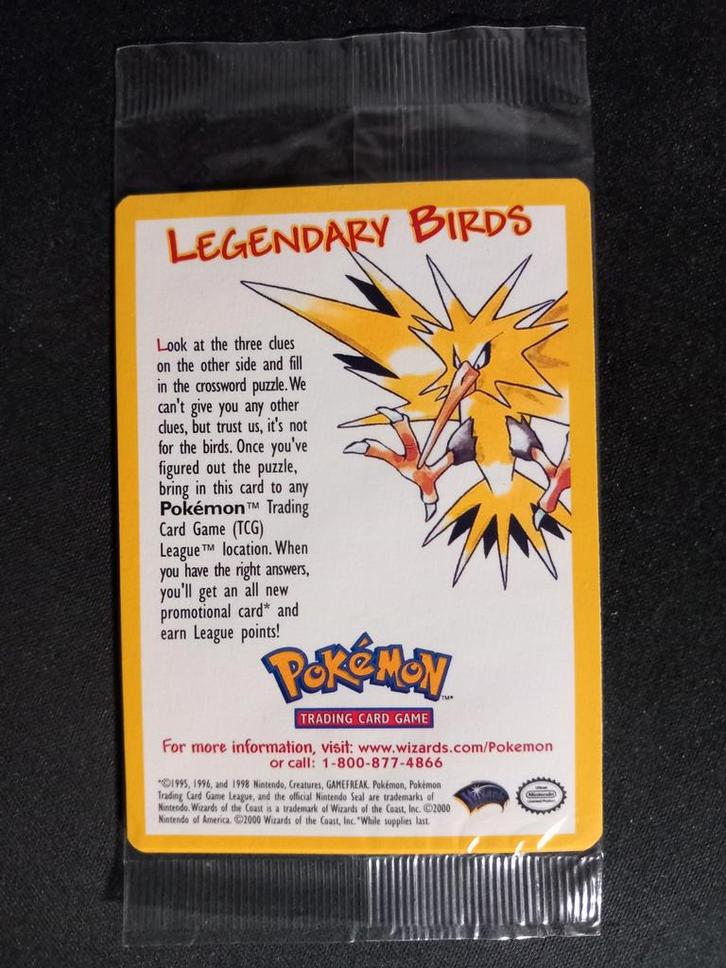 LEGENDARY BIRDS
Look at the three clues
on the other side and fill
in the crossword puzzle. We
can't give you any other
clues, but trust us, it's not
for the birds. Once you've
figured out the puzzle,
bring in this card to any
Pokémon™ Trading
Card Game (TCG)
League™ location. When
you have the right answers,
you'll get an all new
promotional card* and
earn League points!
POKéMON
TRADING CARD GAME
For more information, visit: www.wizards.com/Pokemon
or call: 1-800-877-4866
*©1995, 1996, and 1998 Nintendo, Creatures, GAMEFREAK. Pokémon, Pokémon
Trading Card Game League, and the official Nintendo Seal are trademarks of
Nintendo. Wizards of the Coast is a trademark of Wizards of the Coast, Inc. ©2000
Nintendo of America. ©2000 Wizards of the Coast, Inc. *While supplies last.
Wizards
Nintendo